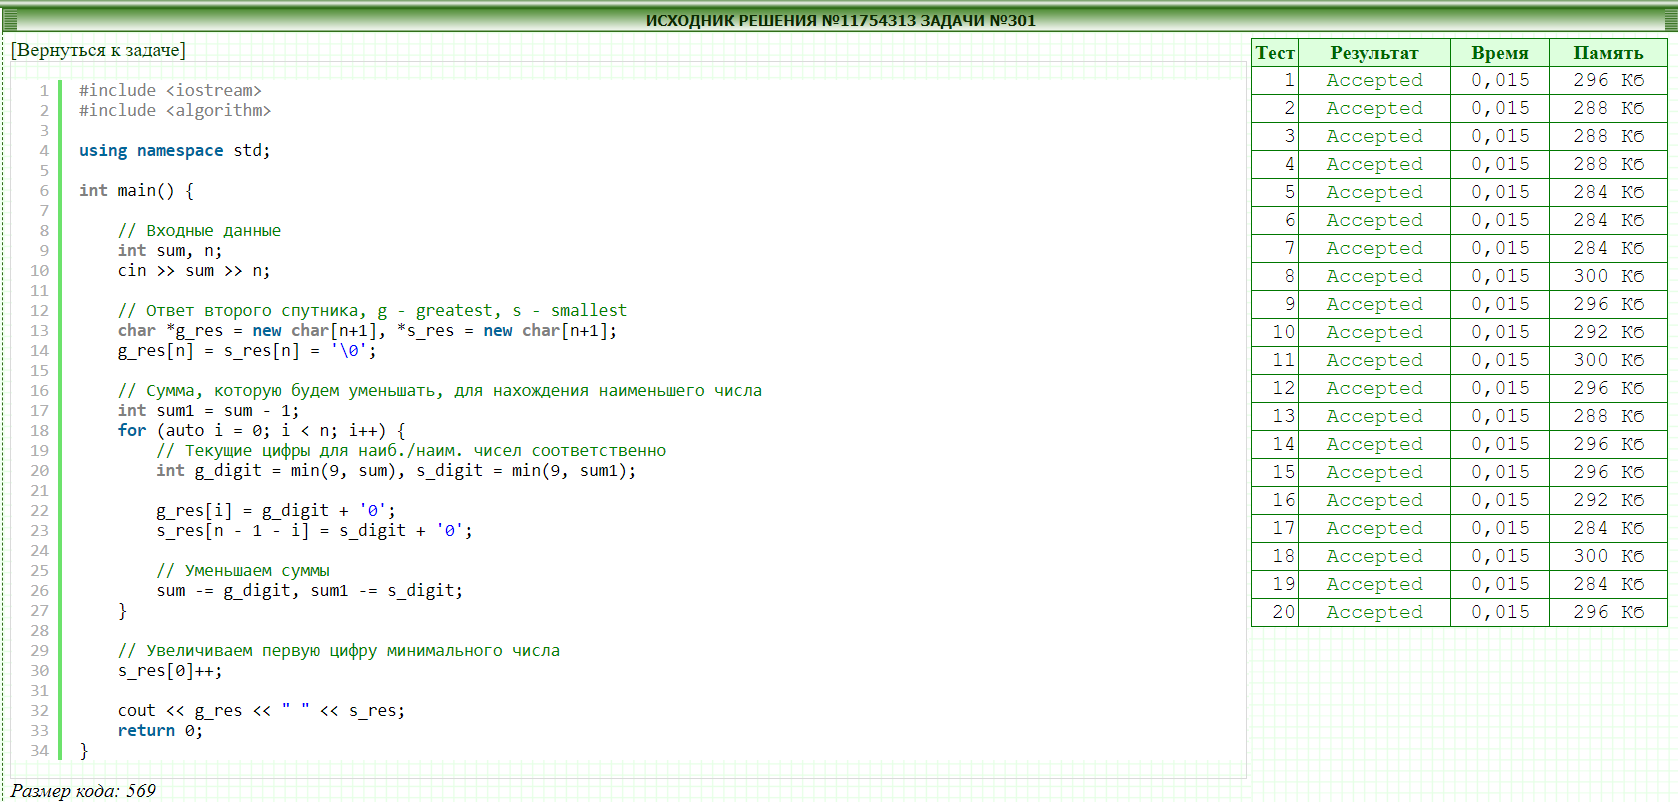 ИСХОДНИК РЕШЕНИЯ №11754313 ЗАДАЧИ №301
[Вернуться к задаче]
1 #include <iostream>
2 #include <algorithm>
3
4 using namespace std;
5
6 int main() {
7
8 // Входные данные
9 int sum, n;
10 cin >> sum >> n;
11
12 // Ответ второго спутника, g - greatest, s - smallest
13 char *g_res = new char[n+1], *s_res = new char[n+1];
14 g_res[n] = s_res[n] = '\0';
15
16 // Сумма, которую будем уменьшать, для нахождения наименьшего числа
17 int sum1 = sum - 1;
18 for (auto i = 0; i < n; i++) {
19 // Текущие цифры для наиб./наим. чисел соответственно
20 int g_digit = min(9, sum), s_digit = min(9, sum1);
21
22 g_res[i] = g_digit + '0';
23 s_res[n - 1 - i] = s_digit + '0';
24
25 // Уменьшаем суммы
26 sum -= g_digit, sum1 -= s_digit;
27 }
28
29 // Увеличиваем первую цифру минимального числа
30 s_res[0]++;
31
32 cout << g_res << " " << s_res;
33 return 0;
34 }
Размер кода: 569
Тест Результат Время Память
1 Accepted 0,015 296 Кб
2 Accepted 0,015 288 Кб
3 Accepted 0,015 288 Кб
4 Accepted 0,015 288 Кб
5 Accepted 0,015 284 Кб
6 Accepted 0,015 284 Кб
7 Accepted 0,015 284 Кб
8 Accepted 0,015 300 Кб
9 Accepted 0,015 296 Кб
10 Accepted 0,015 292 Кб
11 Accepted 0,015 300 Кб
12 Accepted 0,015 296 Кб
13 Accepted 0,015 288 Кб
14 Accepted 0,015 296 Кб
15 Accepted 0,015 296 Кб
16 Accepted 0,015 292 Кб
17 Accepted 0,015 284 Кб
18 Accepted 0,015 300 Кб
19 Accepted 0,015 284 Кб
20 Accepted 0,015 296 Кб